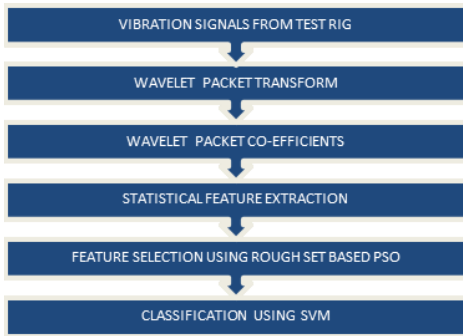 VIBRATION SIGNALS FROM TEST RIG
WAVELET PACKET TRANSFORM
WAVELET PACKET CO-EFFICIENTS
STATISTICAL FEATURE EXTRACTION
FEATURE SELECTION USING ROUGH SET BASED PSO
CLASSIFICATION USING SVM